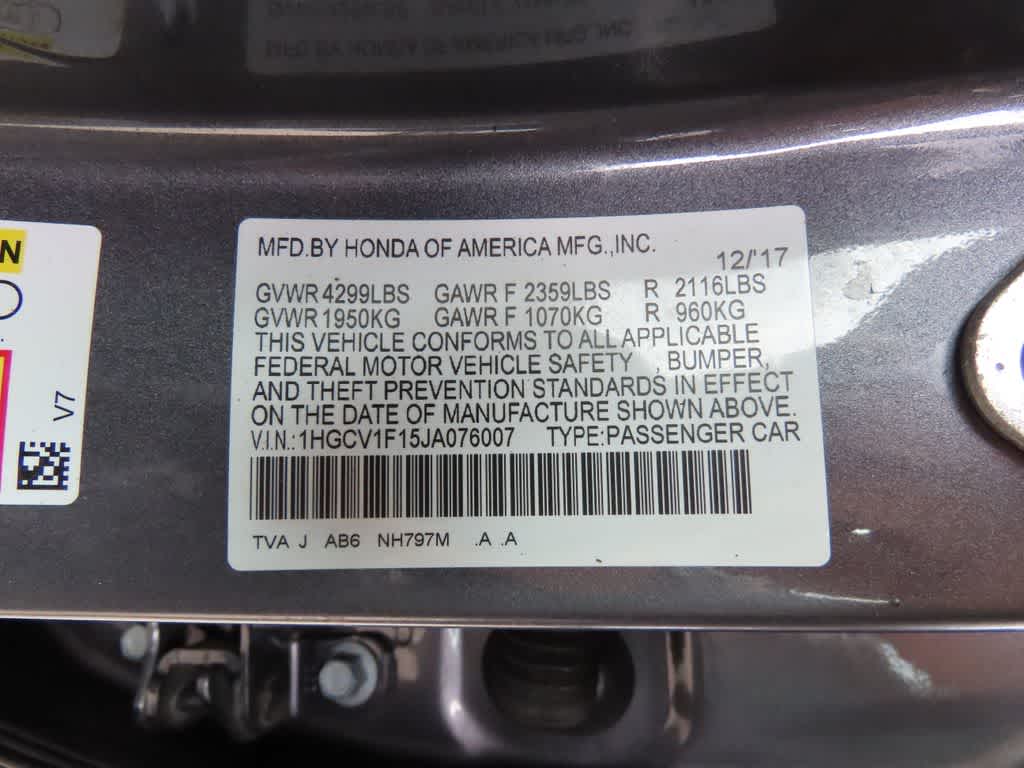 MFD.BY HONDA OF AMERICA MFG.,INC.
12/'17
GVWR 4299LBS GAWR F 2359LBS R 2116LBS
GVWR 1950KG GAWR F 1070KG R 960KG
THIS VEHICLE CONFORMS TO ALL APPLICABLE
FEDERAL MOTOR VEHICLE SAFETY , BUMPER,
AND THEFT PREVENTION STANDARDS IN EFFECT
ON THE DATE OF MANUFACTURE SHOWN ABOVE.
V.I.N.:1HGCV1F15JA076007 TYPE:PASSENGER CAR
TVA J AB6 NH797M .A .A
N
V7